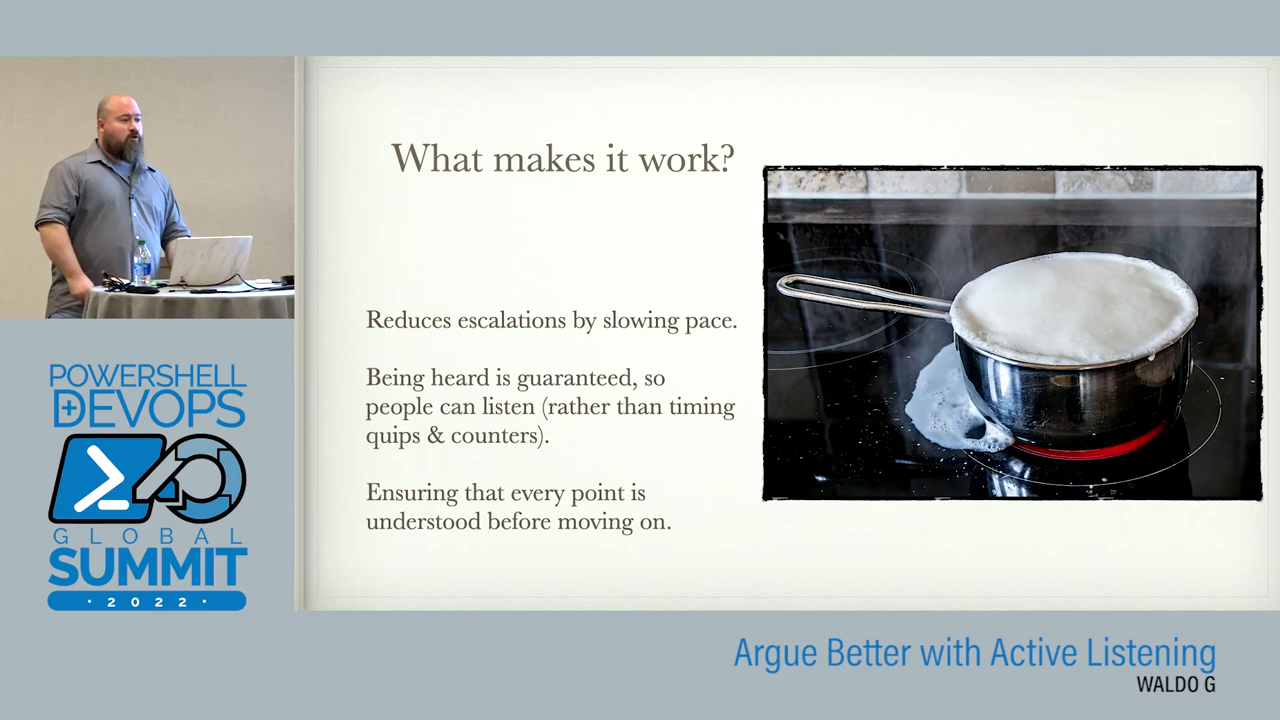 What makes it work?
Reduces escalations by slowing pace.
Being heard is guaranteed, so
people can listen (rather than timing
quips & counters).
Ensuring that every point is
understood before moving on.
POWERSHELL
+DEVOPS
GLOBAL
SUMMIT
· 2022 ·
Argue Better with Active Listening
WALDO G